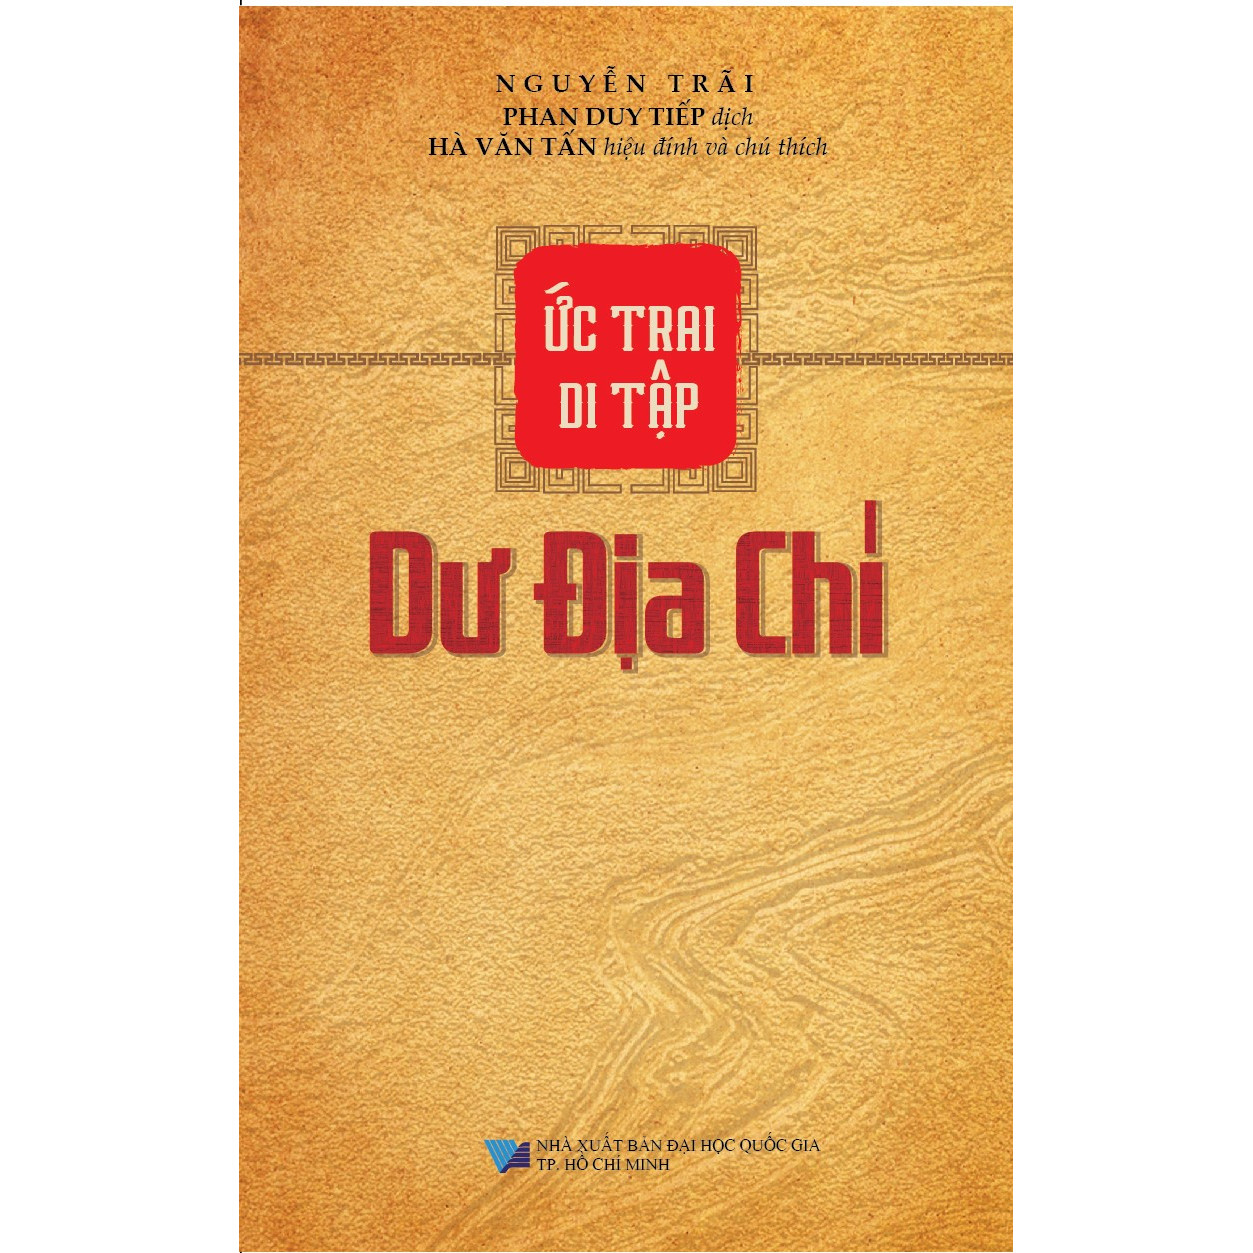 NGUYỄN TRÃI
PHAN DUY TIẾP dịch
HÀ VĂN TẤN hiệu đính và chú thích
ỨC TRAI
DI TẬP
Dư Địa Chí
NHÀ XUẤT BẢN ĐẠI HỌC QUỐC GIA
TP. HỒ CHÍ MINH